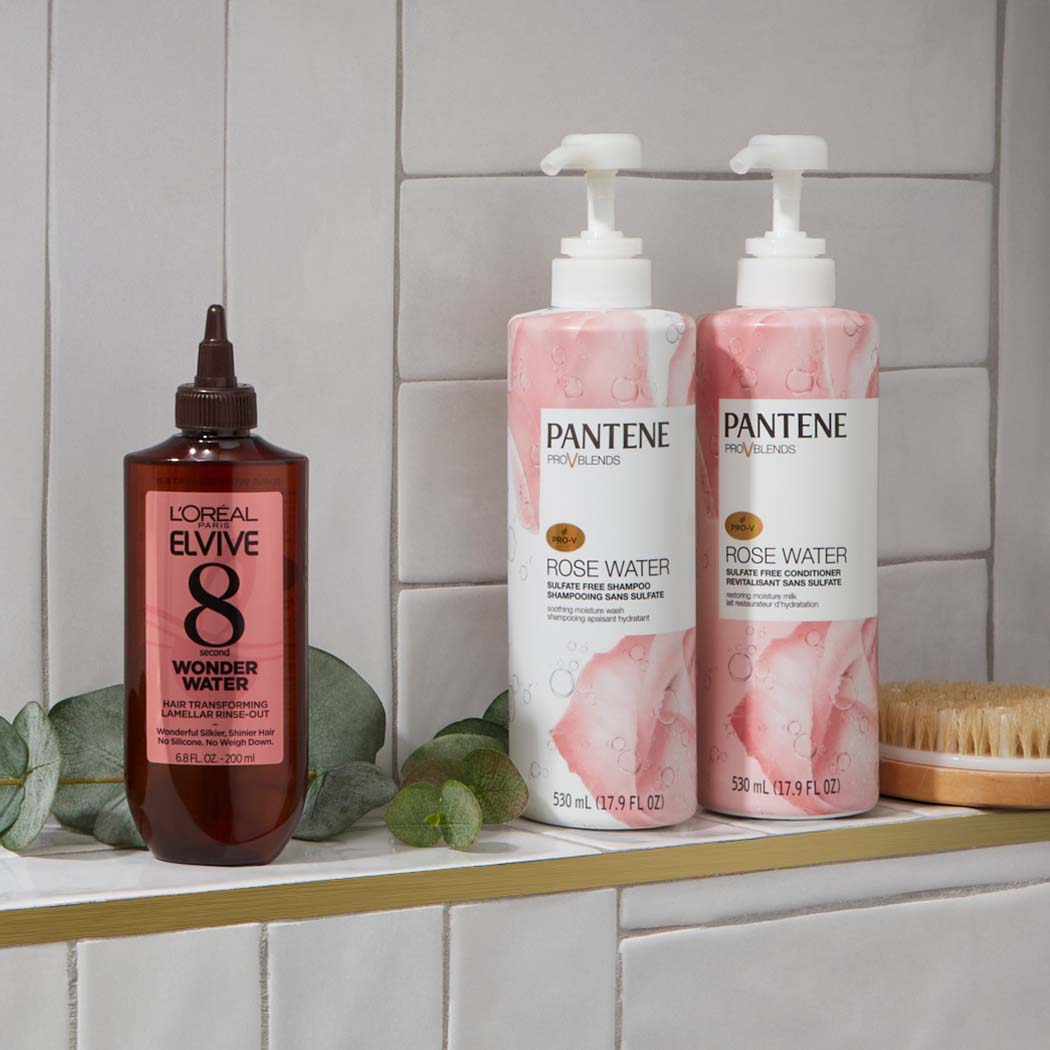 L'ORÉAL
PARIS
ELVIVE
8
second
WONDER
WATER
HAIR TRANSFORMING
LAMELLAR RINSE-OUT
Wonderful Silkier, Shinier Hair
No Silicone. No Weigh Down.
6.8 FL. OZ. - 200 ml
PANTENE
PRO V BLENDS
PRO-V
ROSE WATER
SULFATE FREE SHAMPOO
SHAMPOOING SANS SULFATE
soothing moisture wash
shampooing apaisant hydratant
530 mL (17.9 FL OZ)
PANTENE
PRO V BLENDS
PRO-V
ROSE WATER
SULFATE FREE CONDITIONER
REVITALISANT SANS SULFATE
restoring moisture milk
lait restaurateur d'hydratation
530 mL (17.9 FL OZ)